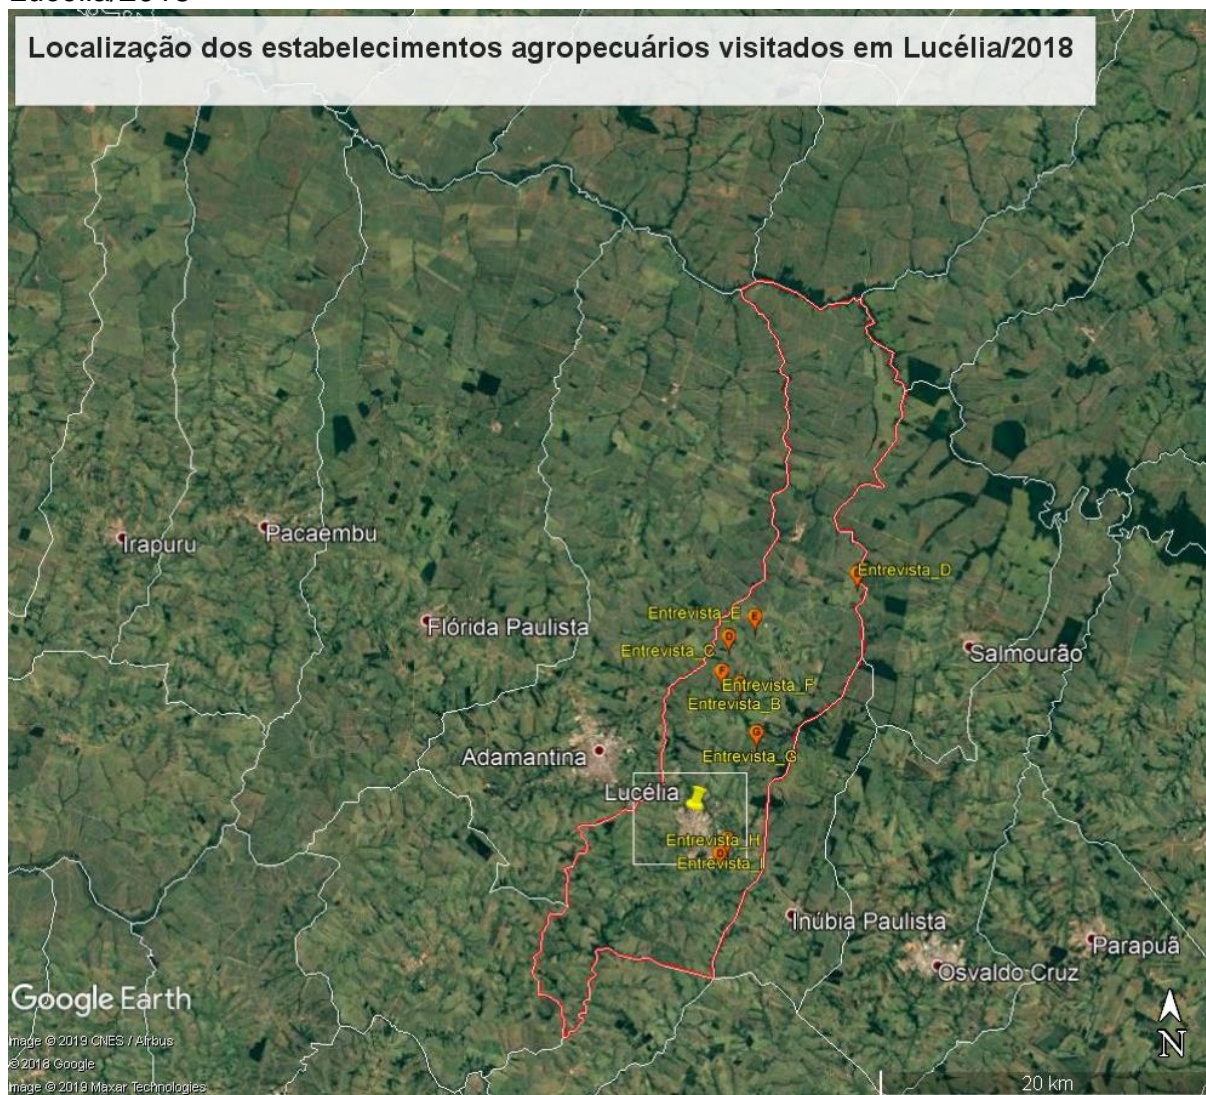 Lucélia/2018
Localização dos estabelecimentos agropecuários visitados em Lucélia/2018
Entrevista_D
Irapuru
Pacaembu
Entrevista_E
E
Flórida Paulista
Entrevista_C
Salmourão
F
Entrevista_F
Entrevista_B
G
Entrevista_G
Adamantina
Lucélia
Entrevista_H
Entrevista_I
Inúbia Paulista
Parapuã
Osvaldo Cruz
Google Earth
N
Image © 2019 CNES / Airbus
© 2018 Google
Image © 2019 Maxar Technologies
20 km